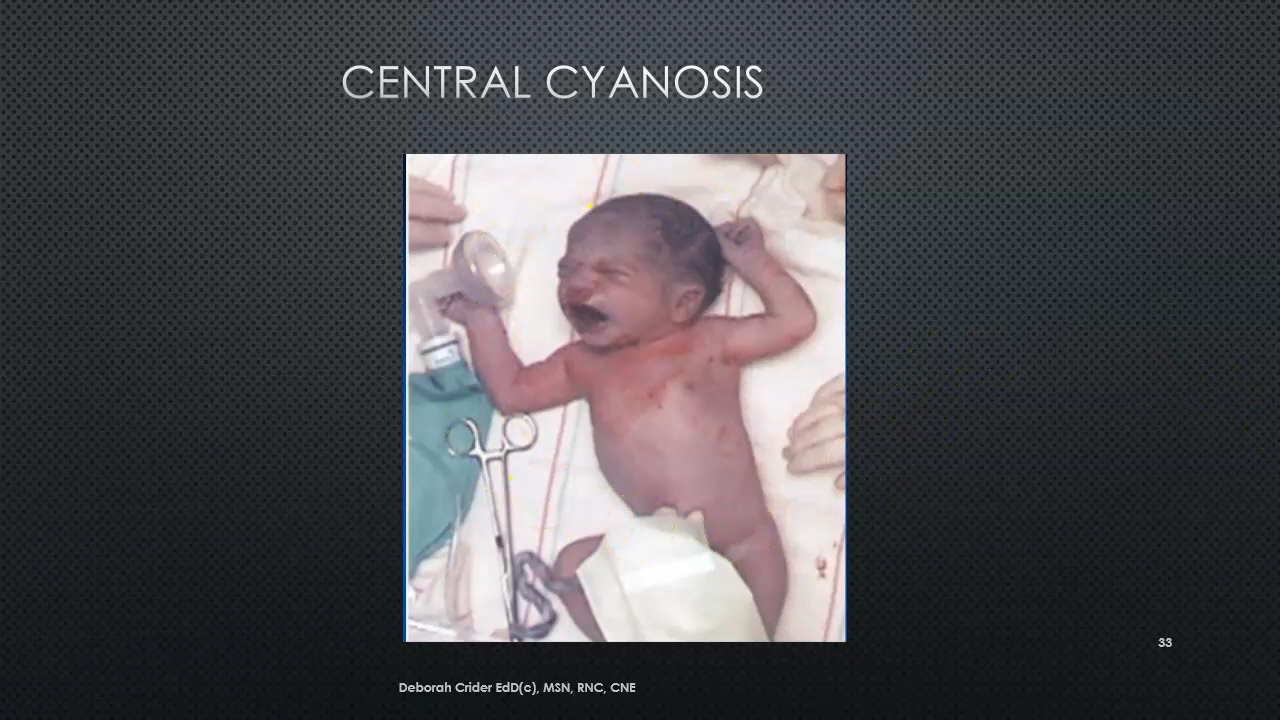 CENTRAL CYANOSIS
33
Deborah Crider EdD(c), MSN, RNC, CNE